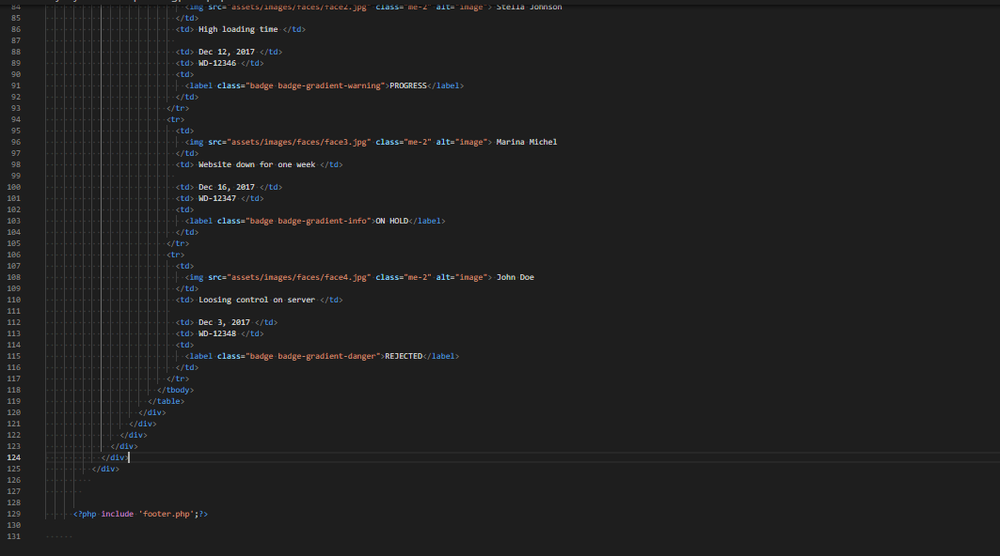 84 <img src="assets/images/faces/face2.jpg" class="me-2" alt="image"> Stella Johnson
85 </td>
86 <td> High loading time </td>
87
88 <td> Dec 12, 2017 </td>
89 <td> WD-12346 </td>
90 <td>
91 <label class="badge badge-gradient-warning">PROGRESS</label>
92 </td>
93 </tr>
94 <tr>
95 <td>
96 <img src="assets/images/faces/face3.jpg" class="me-2" alt="image"> Marina Michel
97 </td>
98 <td> Website down for one week </td>
99
100 <td> Dec 16, 2017 </td>
101 <td> WD-12347 </td>
102 <td>
103 <label class="badge badge-gradient-info">ON HOLD</label>
104 </td>
105 </tr>
106 <tr>
107 <td>
108 <img src="assets/images/faces/face4.jpg" class="me-2" alt="image"> John Doe
109 </td>
110 <td> Loosing control on server </td>
111
112 <td> Dec 3, 2017 </td>
113 <td> WD-12348 </td>
114 <td>
115 <label class="badge badge-gradient-danger">REJECTED</label>
116 </td>
117 </tr>
118 </tbody>
119 </table>
120 </div>
121 </div>
122 </div>
123 </div>
124 </div>
125 </div>
126
127
128
129 <?php include 'footer.php';?>
130
131